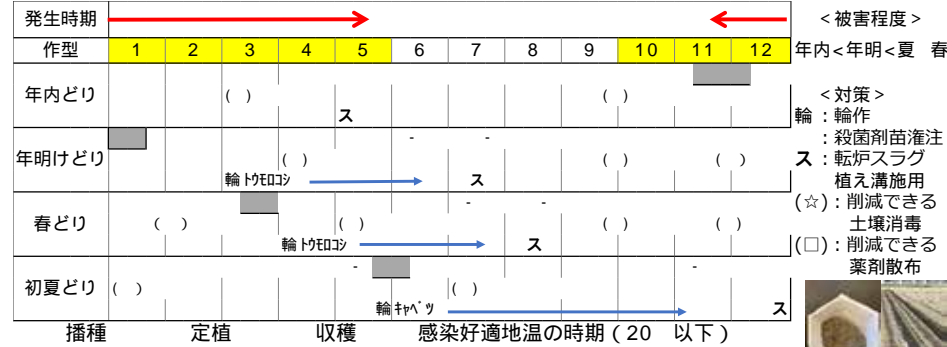 発生時期 <被害程度>
作型 1 2 3 4 5 6 7 8 9 10 11 12 年内<年明<夏 春
年内どり ( ) ( )
ス
<対策>
輪:輪作
:殺菌剤苗潅注
ス:転炉スラグ
植え溝施用
(☆):削減できる
土壌消毒
(□):削減できる
薬剤散布
年明けどり - - ( ) ( ) ( )
輪 トウモロコシ ス
春どり - - ( ) ( ) ( ) ( )
輪 トウモロコシ ス
初夏どり - - ( ) ( )
輪 キャベツ ス
播種 定植 収穫 感染好適地温の時期(20 以下)